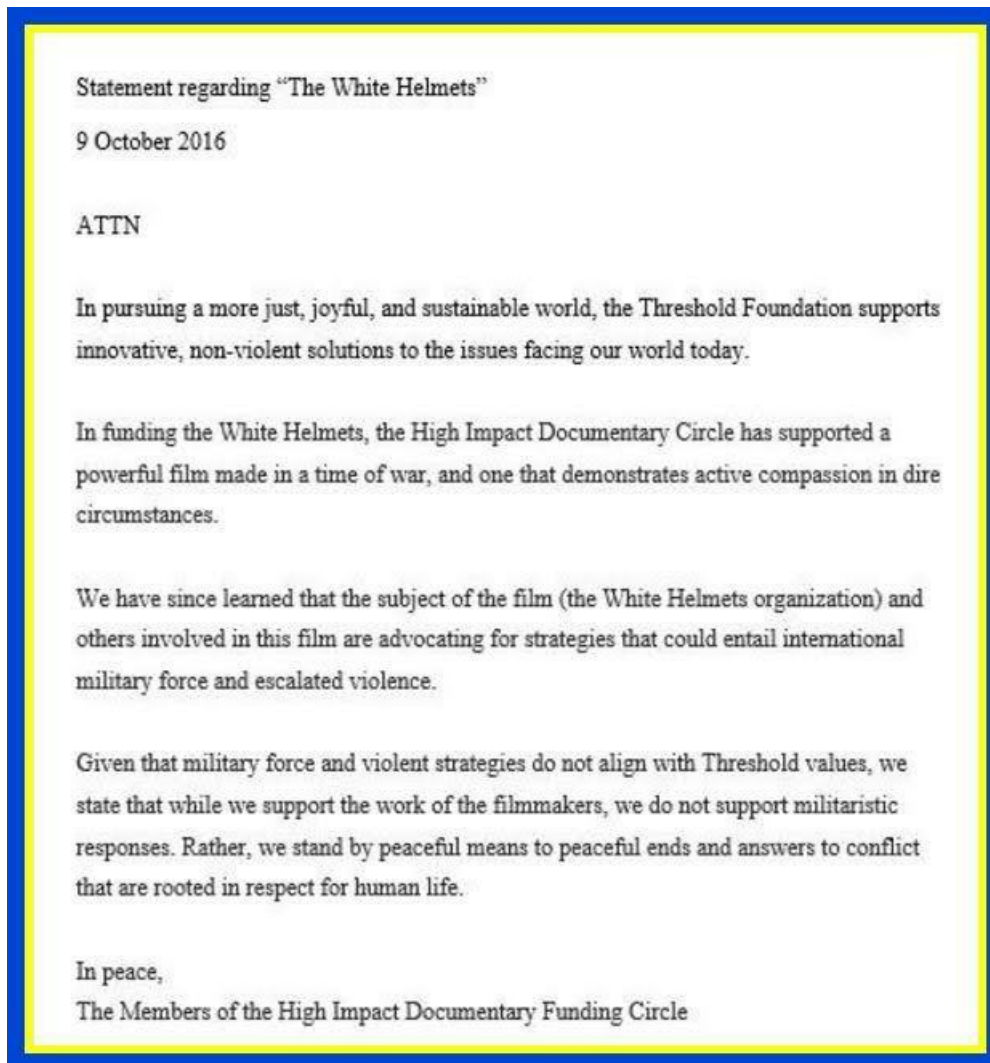 Statement regarding “The White Helmets”
9 October 2016
ATTN
In pursuing a more just, joyful, and sustainable world, the Threshold Foundation supports
innovative, non-violent solutions to the issues facing our world today.
In funding the White Helmets, the High Impact Documentary Circle has supported a
powerful film made in a time of war, and one that demonstrates active compassion in dire
circumstances.
We have since learned that the subject of the film (the White Helmets organization) and
others involved in this film are advocating for strategies that could entail international
military force and escalated violence.
Given that military force and violent strategies do not align with Threshold values, we
state that while we support the work of the filmmakers, we do not support militaristic
responses. Rather, we stand by peaceful means to peaceful ends and answers to conflict
that are rooted in respect for human life.
In peace,
The Members of the High Impact Documentary Funding Circle